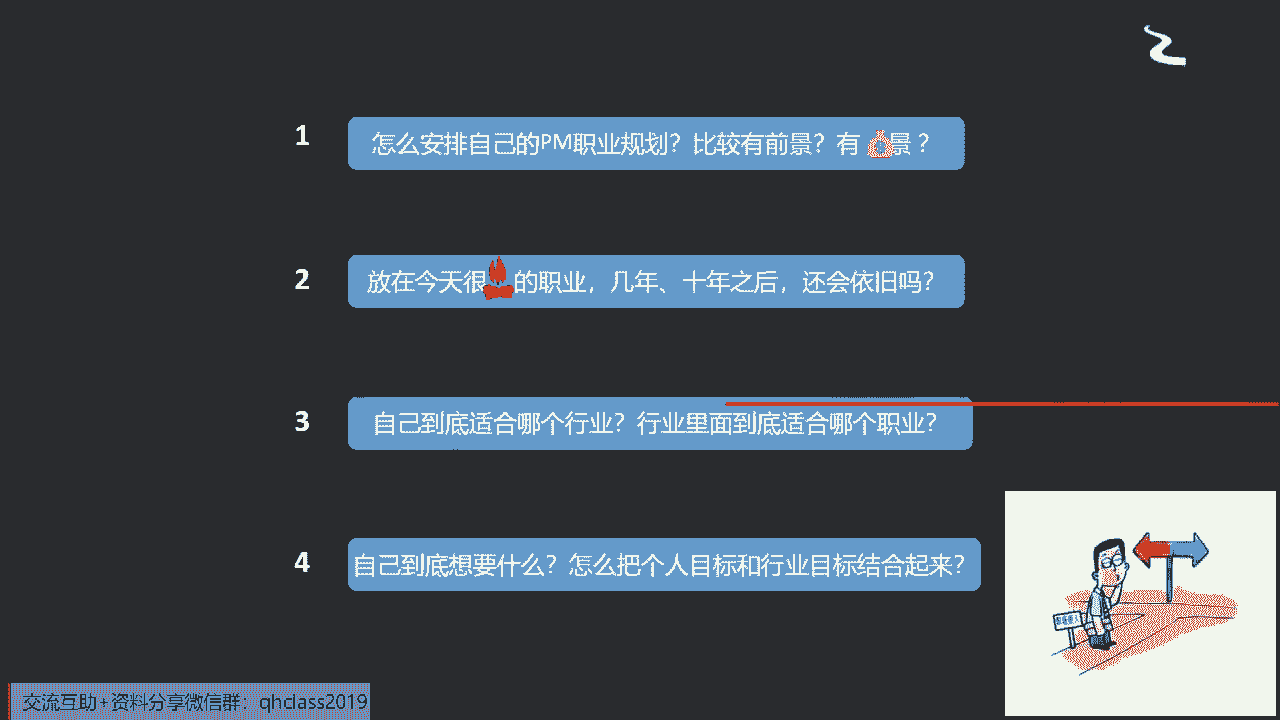 1
怎么安排自己的PM职业规划？比较有前景？有 景？
2
放在今天很 的职业，几年、十年之后，还会依旧吗？
3
自己到底适合哪个行业？行业里面到底适合哪个职业？
4
自己到底想要什么？怎么把个人目标和行业目标结合起来？
交流互助+资料分享微信群：qhclass2019